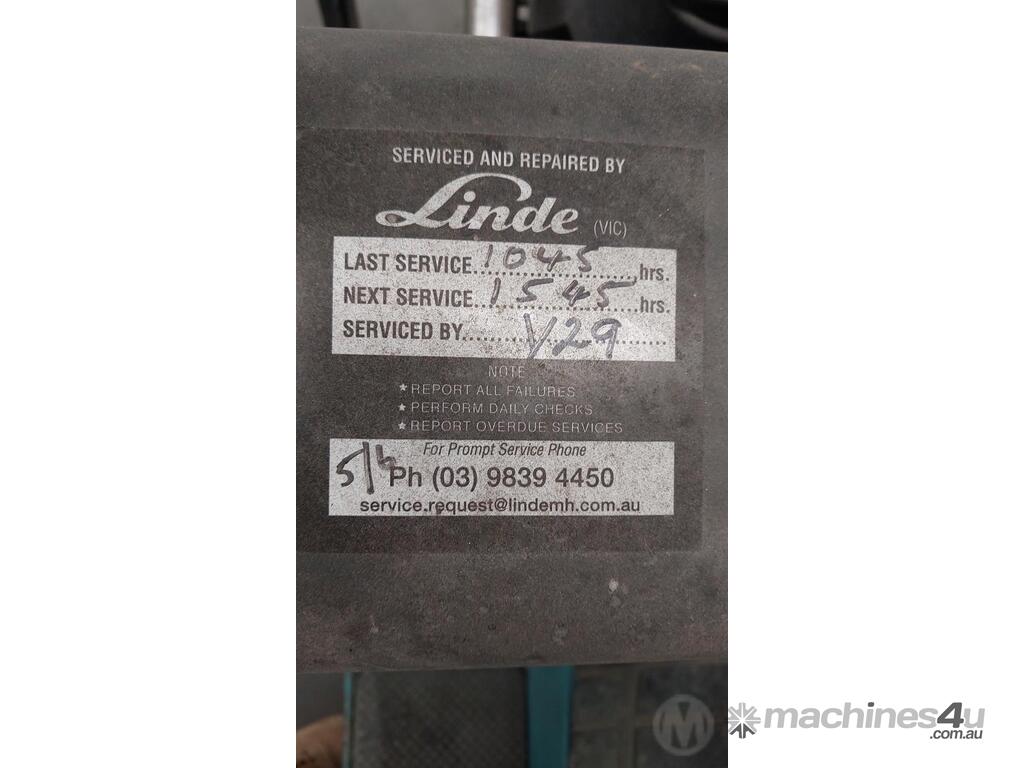 SERVICED AND REPAIRED BY
Linde (VIC)
LAST SERVICE....1045....hrs.
NEXT SERVICE....1545....hrs.
SERVICED BY....V29....
NOTE
★ REPORT ALL FAILURES
★ PERFORM DAILY CHECKS
★ REPORT OVERDUE SERVICES
For Prompt Service Phone
Ph (03) 9839 4450
service.request@lindemh.com.au
M machines4u
.com.au